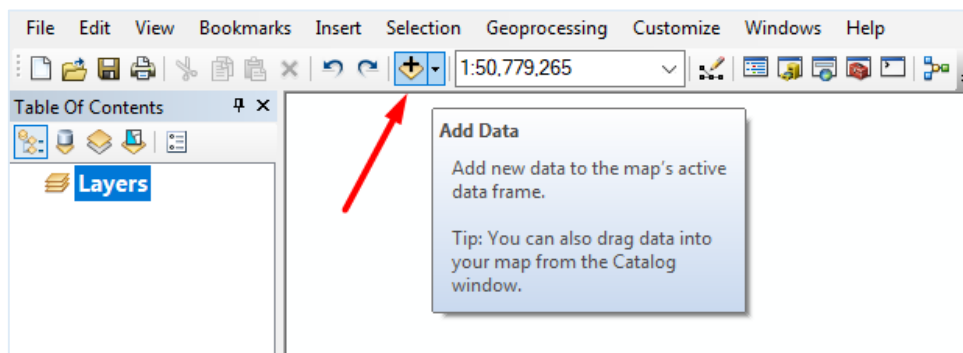 File Edit View Bookmarks Insert Selection Geoprocessing Customize Windows Help
1:50,779,265
Table Of Contents
Layers
Add Data
Add new data to the map's active
data frame.
Tip: You can also drag data into
your map from the Catalog
window.